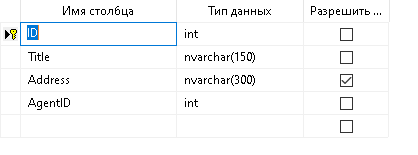 Имя столбца Тип данных Разрешить ...
ID int
Title nvarchar(150)
Address nvarchar(300)
AgentID int